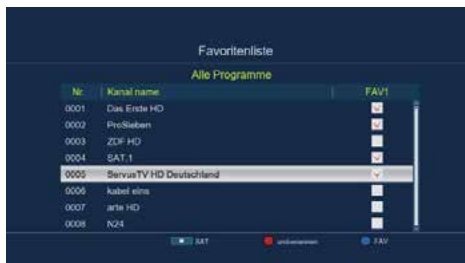 Favoritenliste
Alle Programme
Nr. Kanal name FAV1
0001 Das Erste HD
0002 ProSieben
0003 ZDF HD
0004 SAT.1
0005 ServusTV HD Deutschland
0006 kabel eins
0007 arte HD
0008 N24
SAT umbenennen FAV